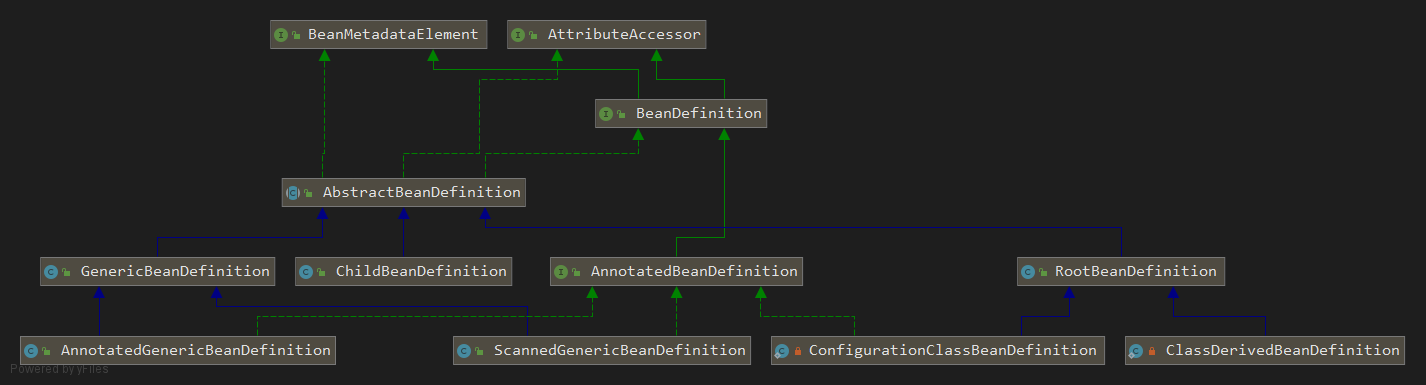 BeanMetadataElement
AttributeAccessor
BeanDefinition
AbstractBeanDefinition
GenericBeanDefinition
ChildBeanDefinition
AnnotatedBeanDefinition
RootBeanDefinition
AnnotatedGenericBeanDefinition
ScannedGenericBeanDefinition
ConfigurationClassBeanDefinition
ClassDerivedBeanDefinition
Powered by yFiles